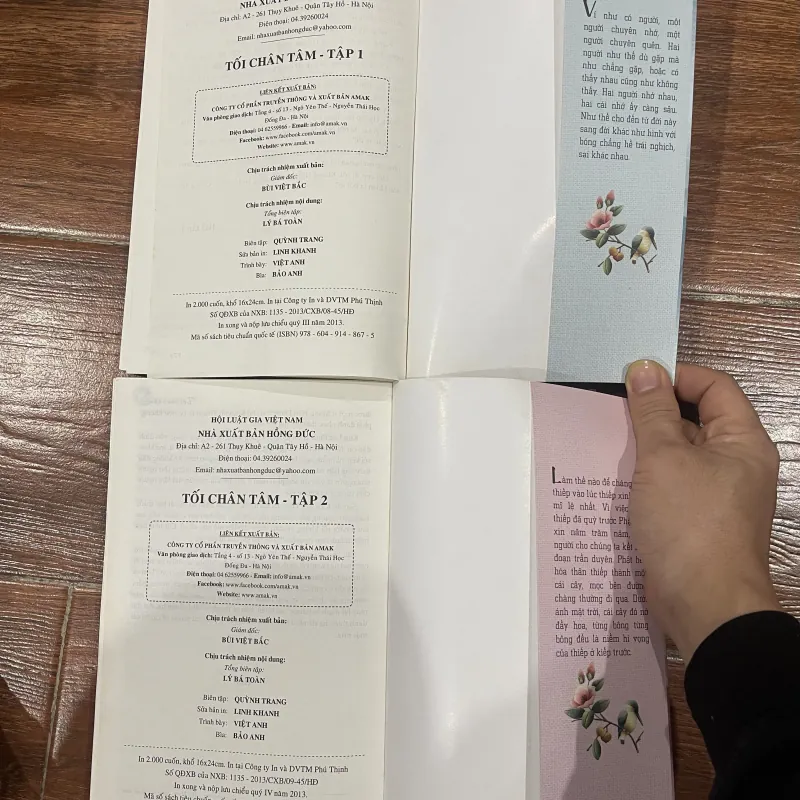 NHÀ XUẤT
Địa chỉ: A2 - 261 Thụy Khuê - Quận Tây Hồ - Hà Nội
Điện thoại: 04.39260024
Email: nhaxuatbanhongduc@yahoo.com
TỐI CHÂN TÂM - TẬP 1
LIÊN KẾT XUẤT BẢN:
CÔNG TY CỔ PHẦN TRUYỀN THÔNG VÀ XUẤT BẢN AMAK
Văn phòng giao dịch: Tầng 4 - số 13 - Ngô Yên Thế - Nguyễn Thái Học
Đống Đa - Hà Nội
Điện thoại: 04 62559966 - Email: info@amak.vn
Facebook: www.facebook.com/amak.vn
Website: www.amak.vn
Chịu trách nhiệm xuất bản:
Giám đốc:
BÙI VIỆT BẮC
Chịu trách nhiệm nội dung:
Tổng biên tập:
LÝ BÁ TOÀN
Biên tập: QUỲNH TRANG
Sửa bản in: LINH KHANH
Trình bày: VIỆT ANH
Bìa: BẢO ANH
In 2.000 cuốn, khổ 16x24cm. In tại Công ty In và DVTM Phú Thịnh
Số QĐXB của NXB: 1135 - 2013/CXB/08-45/HĐ
In xong và nộp lưu chiểu quý III năm 2013.
Mã số sách tiêu chuẩn quốc tế (ISBN) 978 - 604 - 914 - 867 - 5
Ví như có người, một
người chuyên nhớ, một
người chuyên quên. Hai
người như thế dù gặp mà
như chẳng gặp, hoặc có
thấy nhau cũng như không
thấy. Hai người nhớ nhau,
hai cái nhớ ấy càng sâu.
Như thế cho đến từ đời này
sang đời khác như hình với
bóng chẳng hề trái nghịch,
sai khác nhau.
HỘI LUẬT GIA VIỆT NAM
NHÀ XUẤT BẢN HỒNG ĐỨC
Địa chỉ: A2 - 261 Thụy Khuê - Quận Tây Hồ - Hà Nội
Điện thoại: 04.39260024
Email: nhaxuatbanhongduc@yahoo.com
TỐI CHÂN TÂM - TẬP 2
LIÊN KẾT XUẤT BẢN:
CÔNG TY CỔ PHẦN TRUYỀN THÔNG VÀ XUẤT BẢN AMAK
Văn phòng giao dịch: Tầng 4 - số 13 - Ngô Yên Thế - Nguyễn Thái Học
Đống Đa - Hà Nội
Điện thoại: 04 62559966 - Email: info@amak.vn
Facebook: www.facebook.com/amak.vn
Website: www.amak.vn
Chịu trách nhiệm xuất bản:
Giám đốc:
BÙI VIỆT BẮC
Chịu trách nhiệm nội dung:
Tổng biên tập:
LÝ BÁ TOÀN
Biên tập: QUỲNH TRANG
Sửa bản in: LINH KHANH
Trình bày: VIỆT ANH
Bìa: BẢO ANH
In 2.000 cuốn, khổ 16x24cm. In tại Công ty In và DVTM Phú Thịnh
Số QĐXB của NXB: 1135 - 2013/CXB/09-45/HĐ
In xong và nộp lưu chiểu quý IV năm 2013.
Mã số sách tiêu chuẩn quốc tế (ISBN)
Làm thế nào để chàng
thiếp vào lúc thiếp xinh
mĩ lệ nhất. Vì việc
thiếp đã quỳ trước
xin năm trăm năm,
người cho chúng ta kết
đoạn trần duyên. Phật
hóa thân thiếp thành một
cái cây, mọc bên đường
chàng thường đi qua. Dưới
ánh mặt trời, cái cây đó nở
đầy hoa, từng bông từng
bông đều là niềm hi vọng
của thiếp ở kiếp trước.